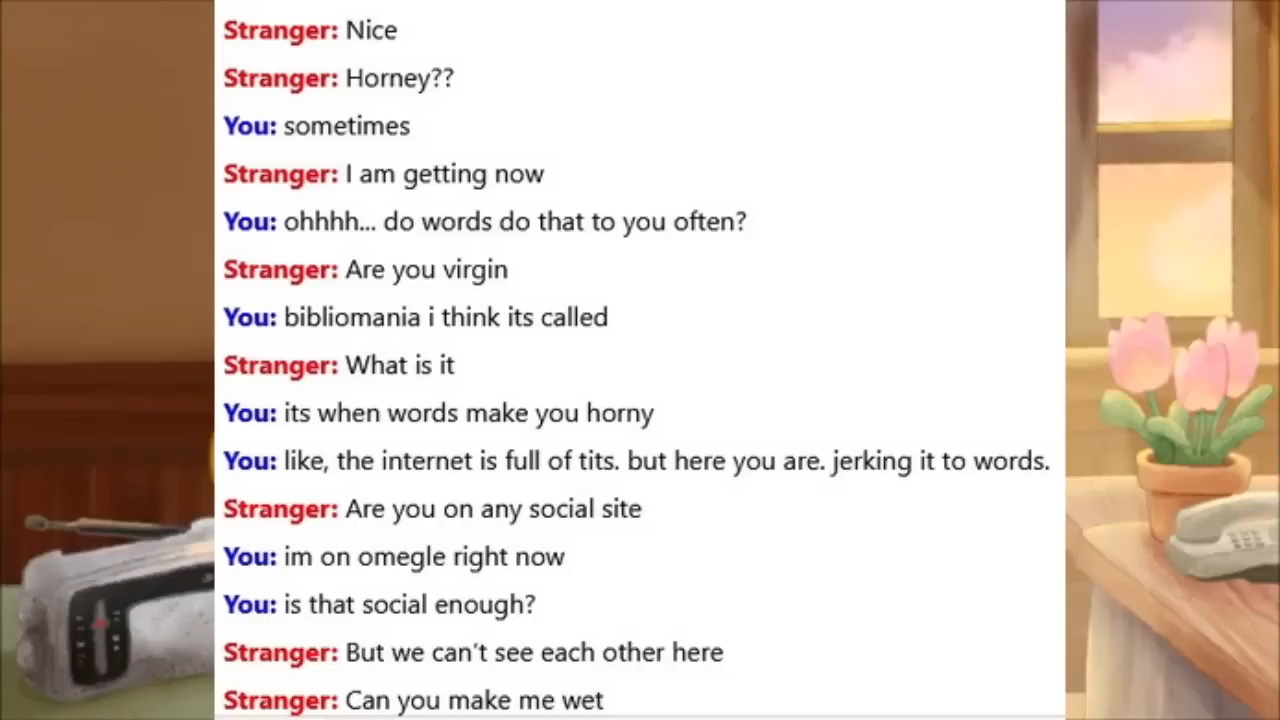 Stranger: Nice
Stranger: Horney??
You: sometimes
Stranger: I am getting now
You: ohhhh... do words do that to you often?
Stranger: Are you virgin
You: bibliomania i think its called
Stranger: What is it
You: its when words make you horny
You: like, the internet is full of tits. but here you are. jerking it to words.
Stranger: Are you on any social site
You: im on omegle right now
You: is that social enough?
Stranger: But we can't see each other here
Stranger: Can you make me wet